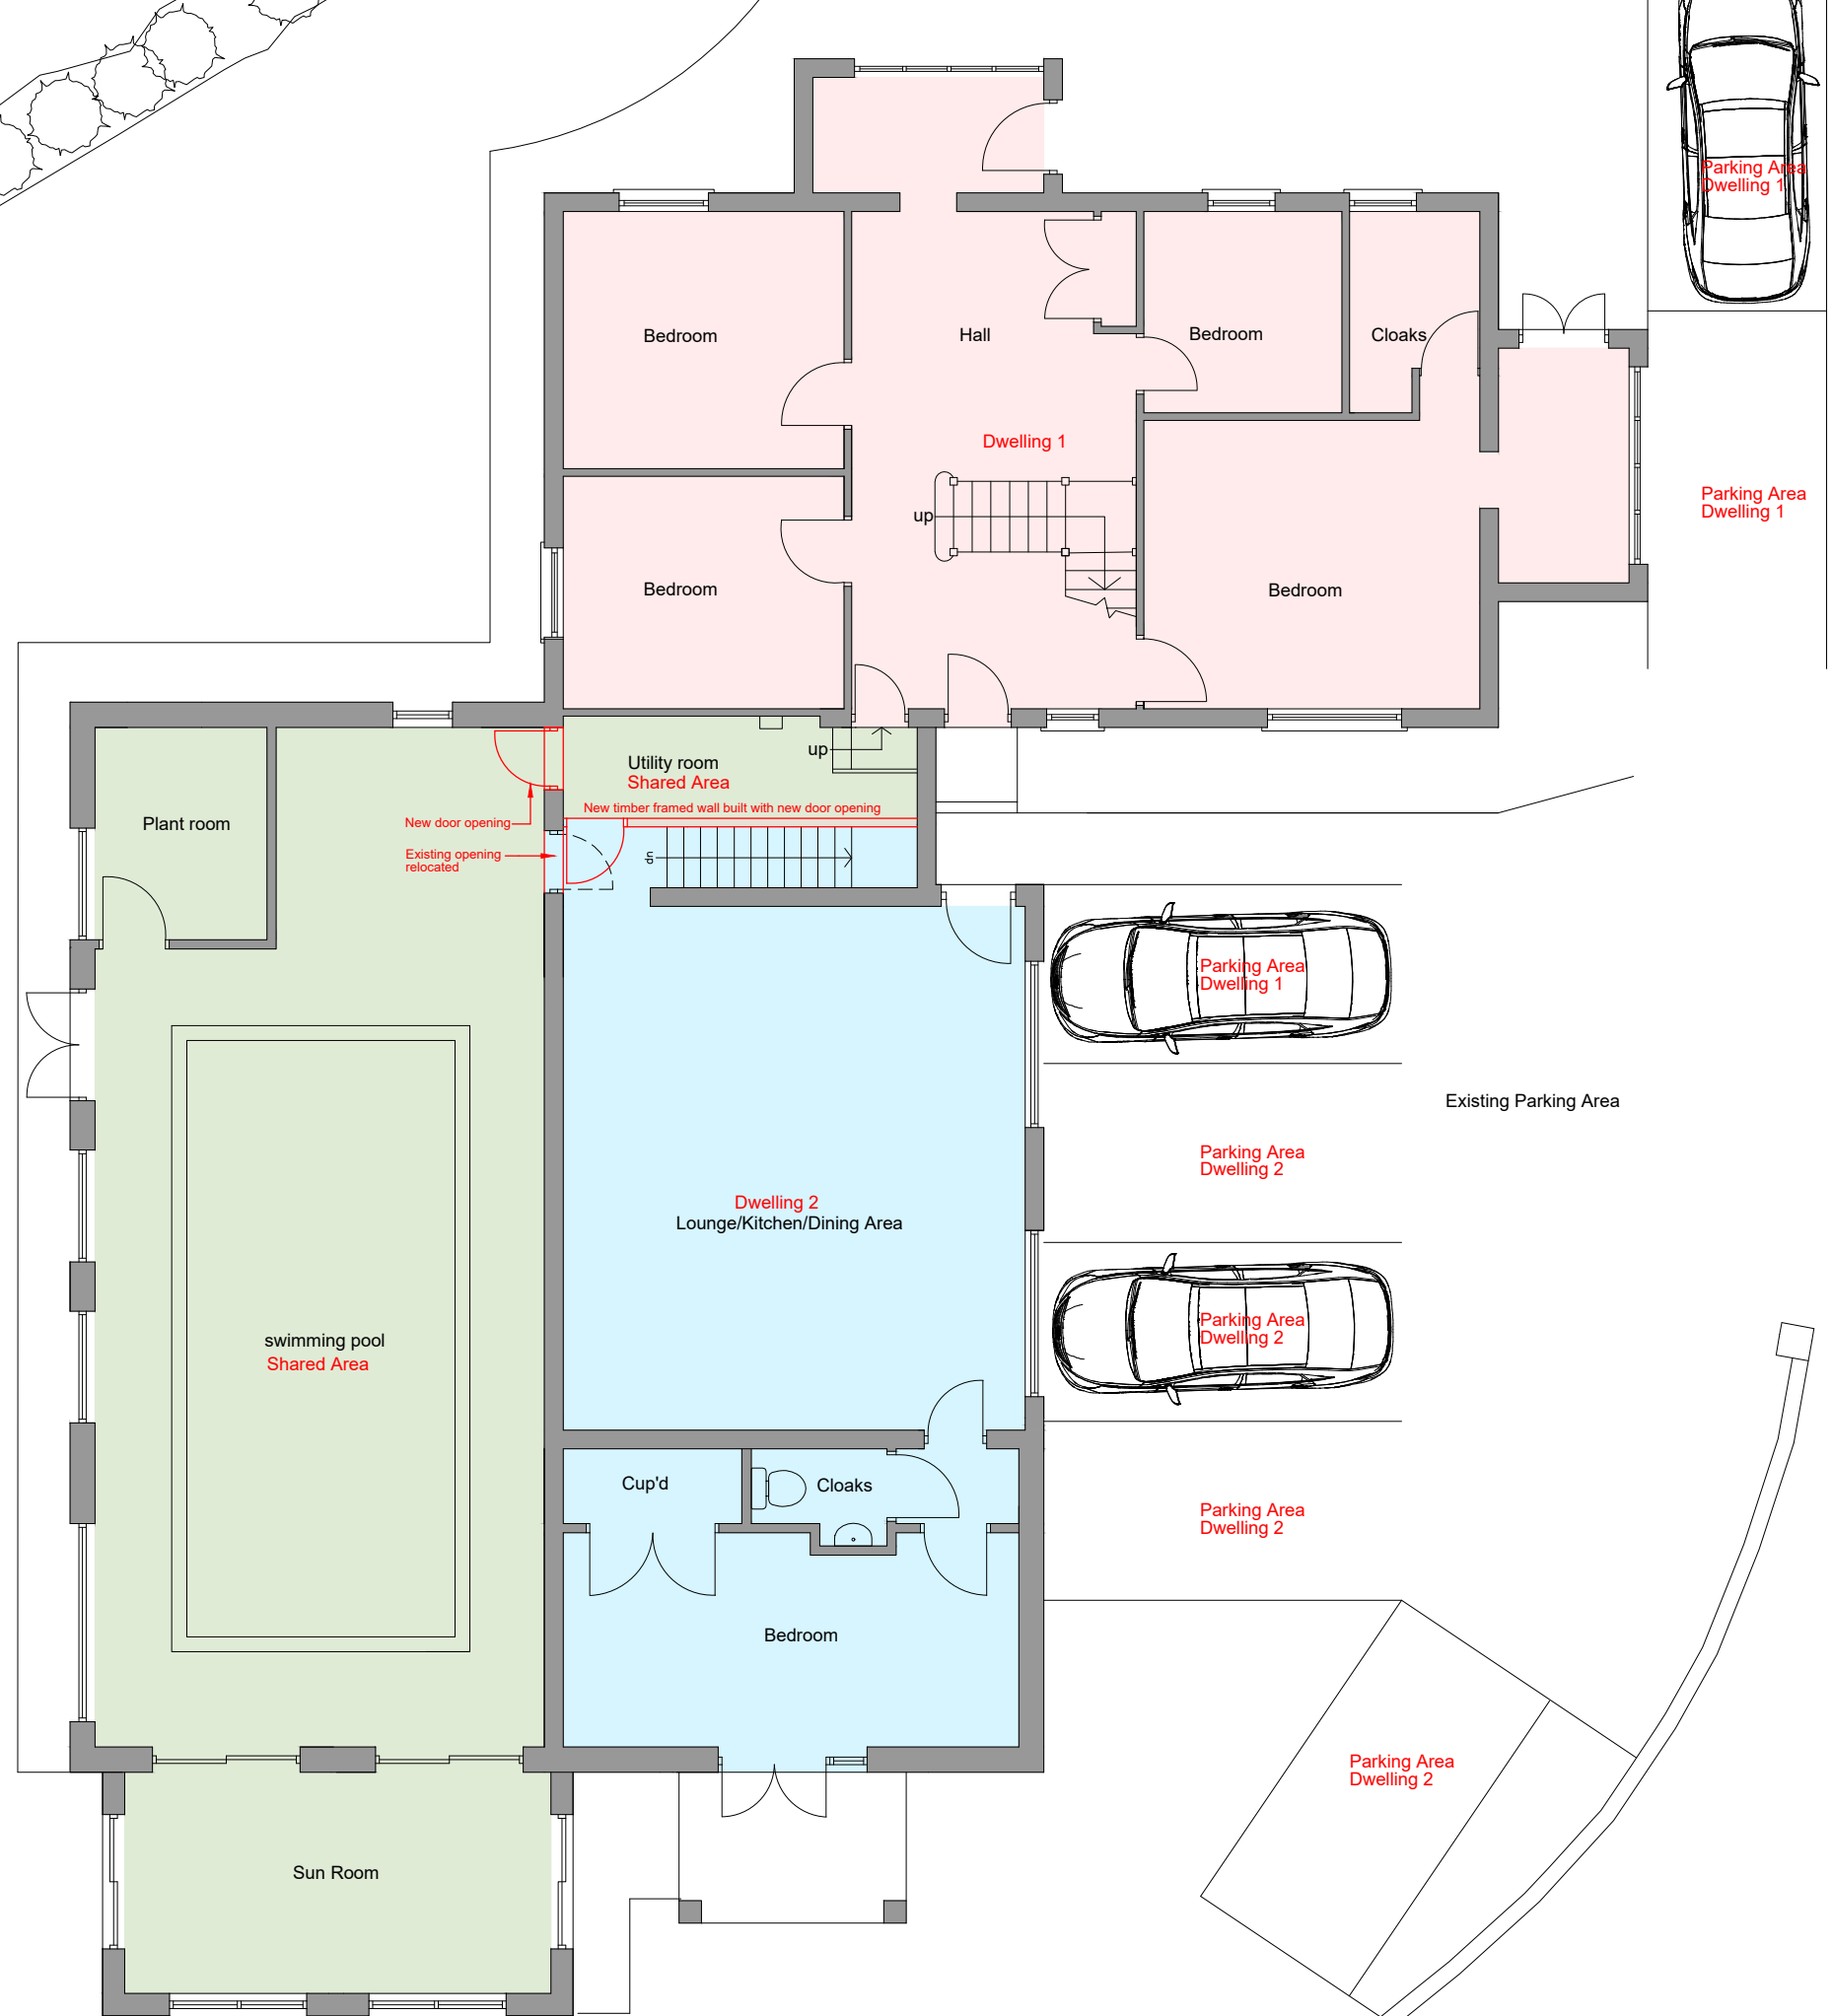 Parking Area
Dwelling 1
Bedroom
Hall
Bedroom
Cloaks
Dwelling 1
Parking Area
Dwelling 1
up
Bedroom
Bedroom
up
Utility room
Shared Area
New timber framed wall built with new door opening
Plant room
New door opening
Existing opening
relocated
dn
Parking Area
Dwelling 1
Existing Parking Area
Parking Area
Dwelling 2
Dwelling 2
Lounge/Kitchen/Dining Area
Parking Area
Dwelling 2
swimming pool
Shared Area
Cup'd
Cloaks
Parking Area
Dwelling 2
Bedroom
Parking Area
Dwelling 2
Sun Room